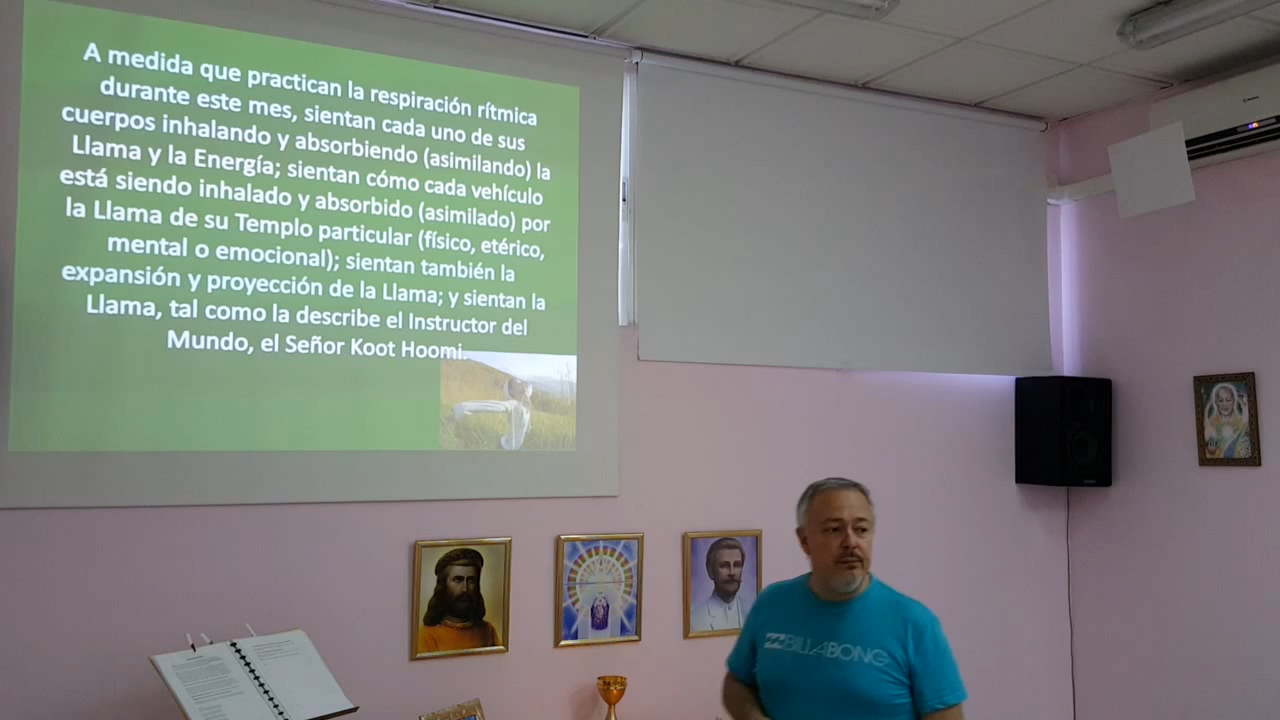 A medida que practican la respiración rítmica
durante este mes, sientan cada uno de sus
cuerpos inhalando y absorbiendo (asimilando) la
Llama y la Energía; sientan cómo cada vehículo
está siendo inhalado y absorbido (asimilado) por
la Llama de su Templo particular (físico, etérico,
mental o emocional); sientan también la
expansión y proyección de la Llama; y sientan la
Llama, tal como la describe el Instructor del
Mundo, el Señor Koot Hoomi.
BILLABONG